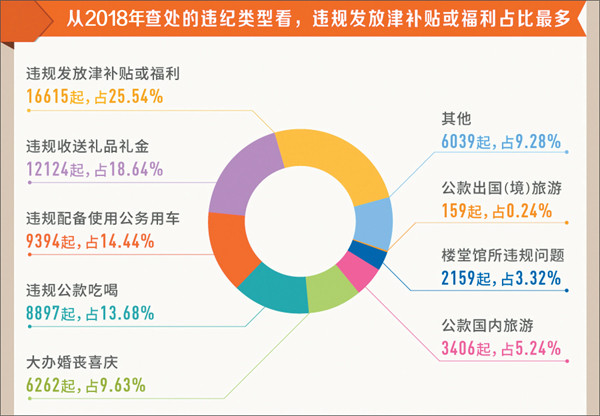 从2018年查处的违纪类型看，违规发放津补贴或福利占比最多
违规发放津补贴或福利
16615起，占25.54%
违规收送礼品礼金
12124起，占18.64%
违规配备使用公务用车
9394起，占14.44%
违规公款吃喝
8897起，占13.68%
大办婚丧喜庆
6262起，占9.63%
其他
6039起，占9.28%
公款出国(境)旅游
159起，占0.24%
楼堂馆所违规问题
2159起，占3.32%
公款国内旅游
3406起，占5.24%